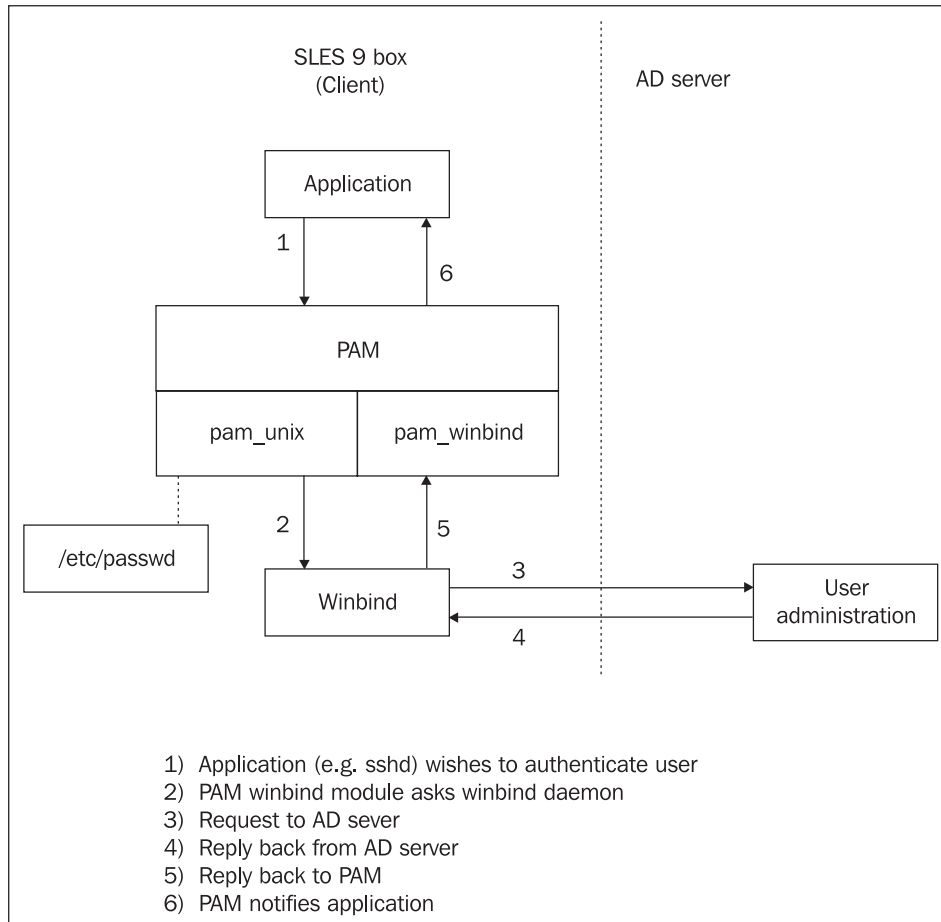 SLES 9 box
(Client)
AD server
Application
1
6
PAM
pam_unix
pam_winbind
2
5
/etc/passwd
Winbind
3
4
User
administration
1) Application (e.g. sshd) wishes to authenticate user
2) PAM winbind module asks winbind daemon
3) Request to AD sever
4) Reply back from AD server
5) Reply back to PAM
6) PAM notifies application